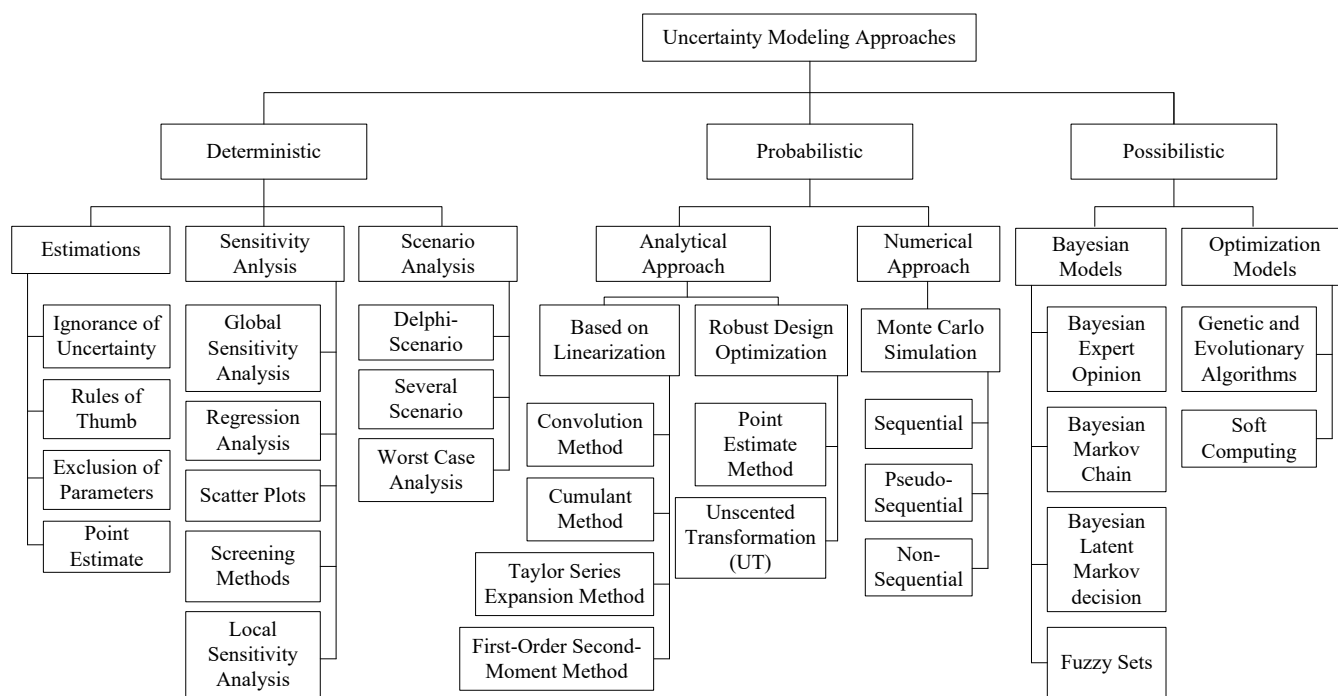 Uncertainty Modeling Approaches
Deterministic
Probabilistic
Possibilistic
Estimations
Ignorance of
Uncertainty
Rules of
Thumb
Exclusion of
Parameters
Point
Estimate
Sensitivity
Anlysis
Global
Sensitivity
Analysis
Regression
Analysis
Scatter Plots
Screening
Methods
Local
Sensitivity
Analysis
Scenario
Analysis
Delphi-
Scenario
Several
Scenario
Worst Case
Analysis
Analytical
Approach
Based on
Linearization
Convolution
Method
Cumulant
Method
Taylor Series
Expansion Method
First-Order Second-
Moment Method
Robust Design
Optimization
Point
Estimate
Method
Unscented
Transformation
(UT)
Numerical
Approach
Monte Carlo
Simulation
Sequential
Pseudo-
Sequential
Non-
Sequential
Bayesian
Models
Bayesian
Expert
Opinion
Bayesian
Markov
Chain
Bayesian
Latent
Markov
decision
Fuzzy Sets
Optimization
Models
Genetic and
Evolutionary
Algorithms
Soft
Computing